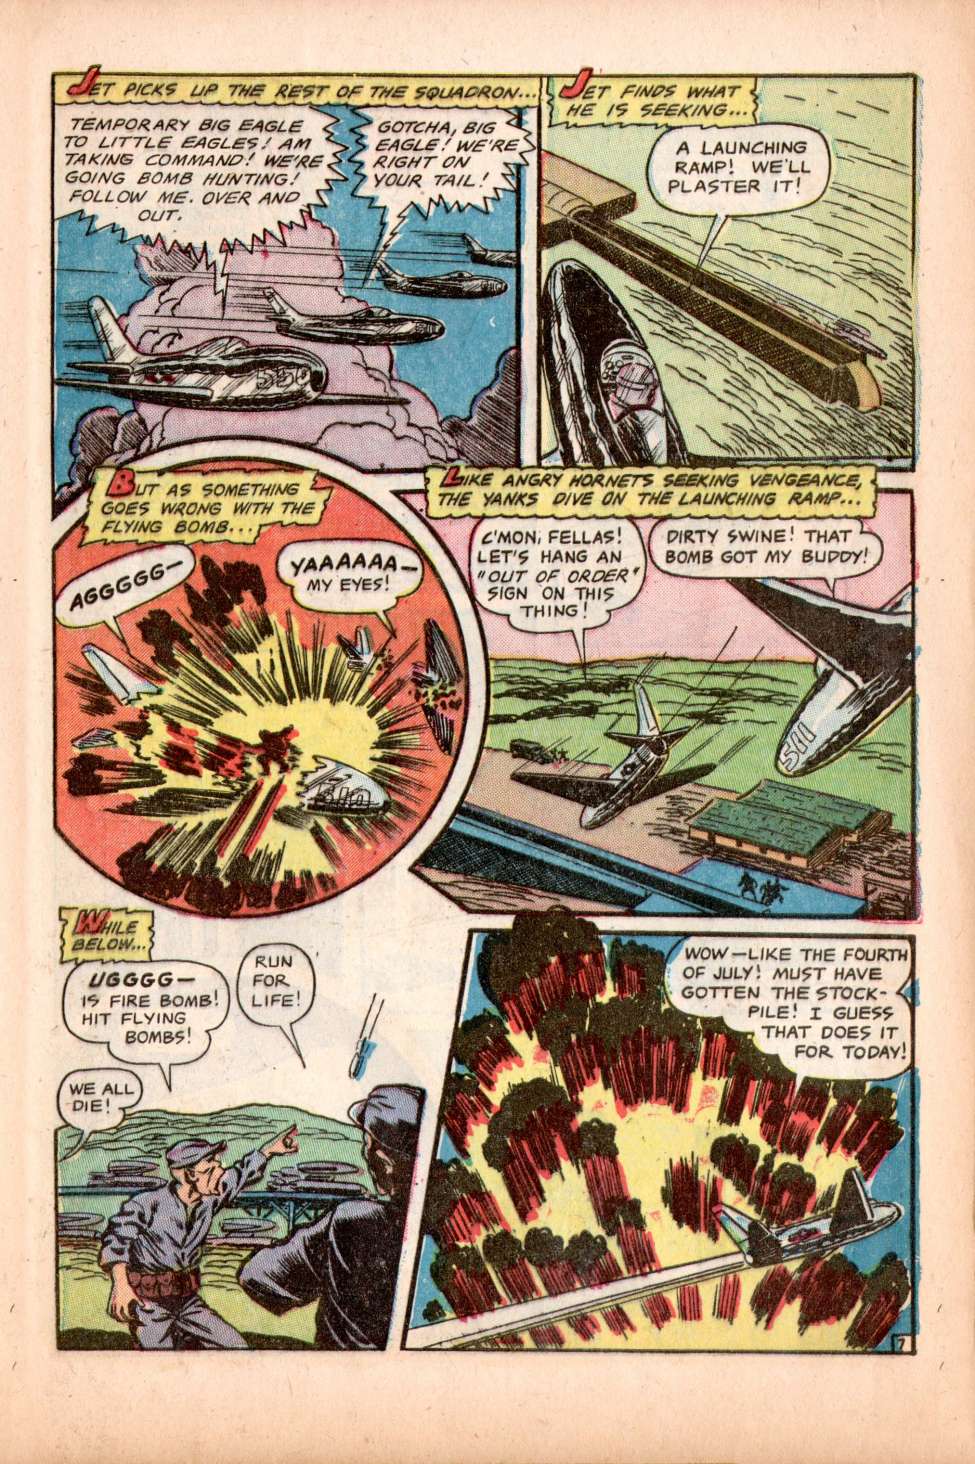 JET PICKS UP THE REST OF THE SQUADRON...
TEMPORARY BIG EAGLE
TO LITTLE EAGLES! AM
TAKING COMMAND! WE'RE
GOING BOMB HUNTING!
FOLLOW ME. OVER AND
OUT.
GOTCHA, BIG
EAGLE! WE'RE
RIGHT ON
YOUR TAIL!
550
JET FINDS WHAT
HE IS SEEKING...
A LAUNCHING
RAMP! WE'LL
PLASTER IT!
BUT AS SOMETHING
GOES WRONG WITH THE
FLYING BOMB...
AGGGGG—
YAAAAAA—
MY EYES!
LIKE ANGRY HORNETS SEEKING VENGEANCE,
THE YANKS DIVE ON THE LAUNCHING RAMP...
C'MON, FELLAS!
LET'S HANG AN
"OUT OF ORDER"
SIGN ON THIS
THING!
DIRTY SWINE! THAT
BOMB GOT MY BUDDY!
511
WHILE
BELOW...
UGGGG—
IS FIRE BOMB!
HIT FLYING
BOMBS!
RUN
FOR
LIFE!
WE ALL
DIE!
WOW—LIKE THE FOURTH
OF JULY! MUST HAVE
GOTTEN THE STOCK-
PILE! I GUESS
THAT DOES IT
FOR TODAY!
7